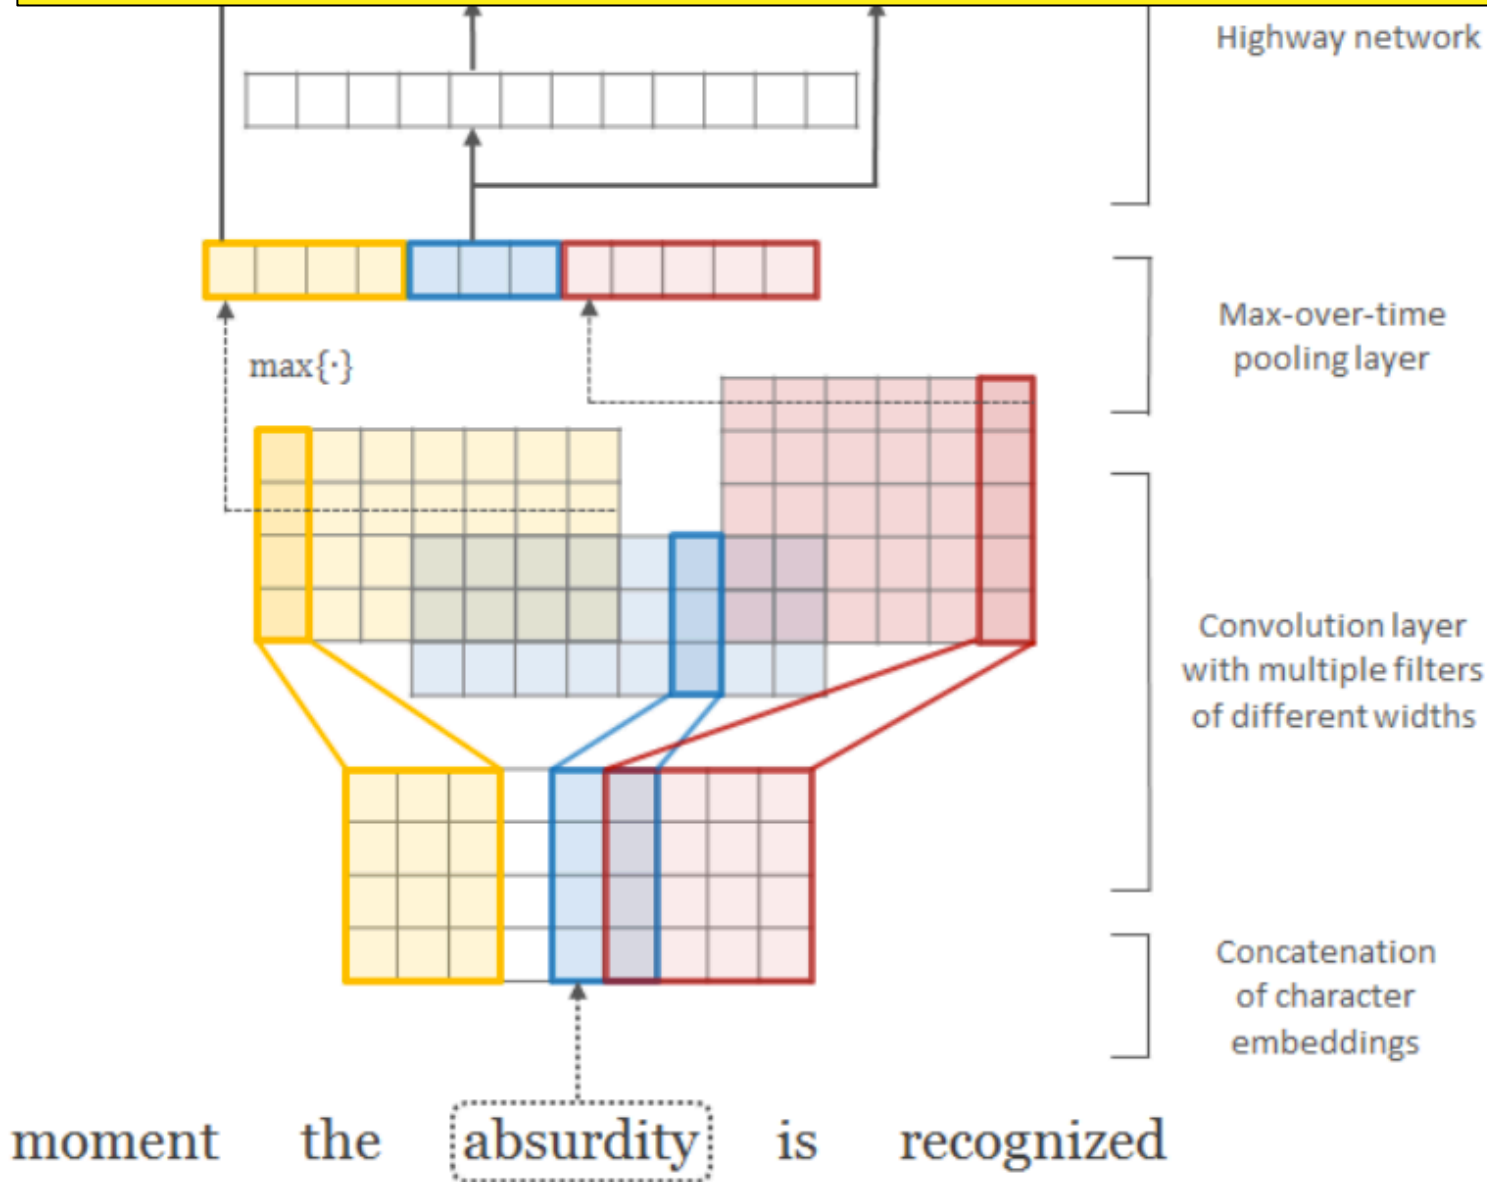 Highway network
Max-over-time
pooling layer
max{·}
Convolution layer
with multiple filters
of different widths
Concatenation
of character
embeddings
moment the absurdity is recognized